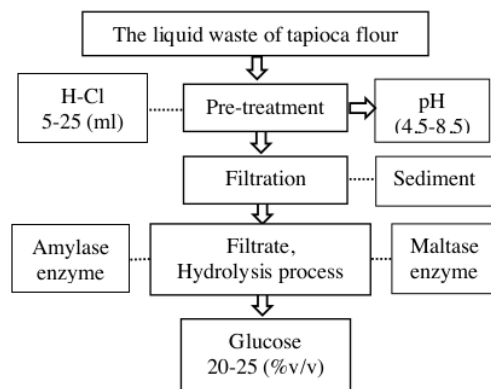 The liquid waste of tapioca flour
H-Cl
5-25 (ml)
Pre-treatment
pH
(4.5-8.5)
Filtration
Sediment
Amylase
enzyme
Filtrate,
Hydrolysis process
Maltase
enzyme
Glucose
20-25 (%v/v)